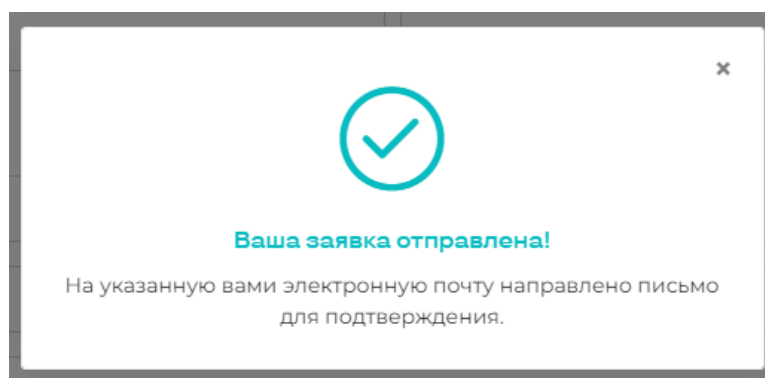 Ваша заявка отправлена!
На указанную вами электронную почту направлено письмо
для подтверждения.